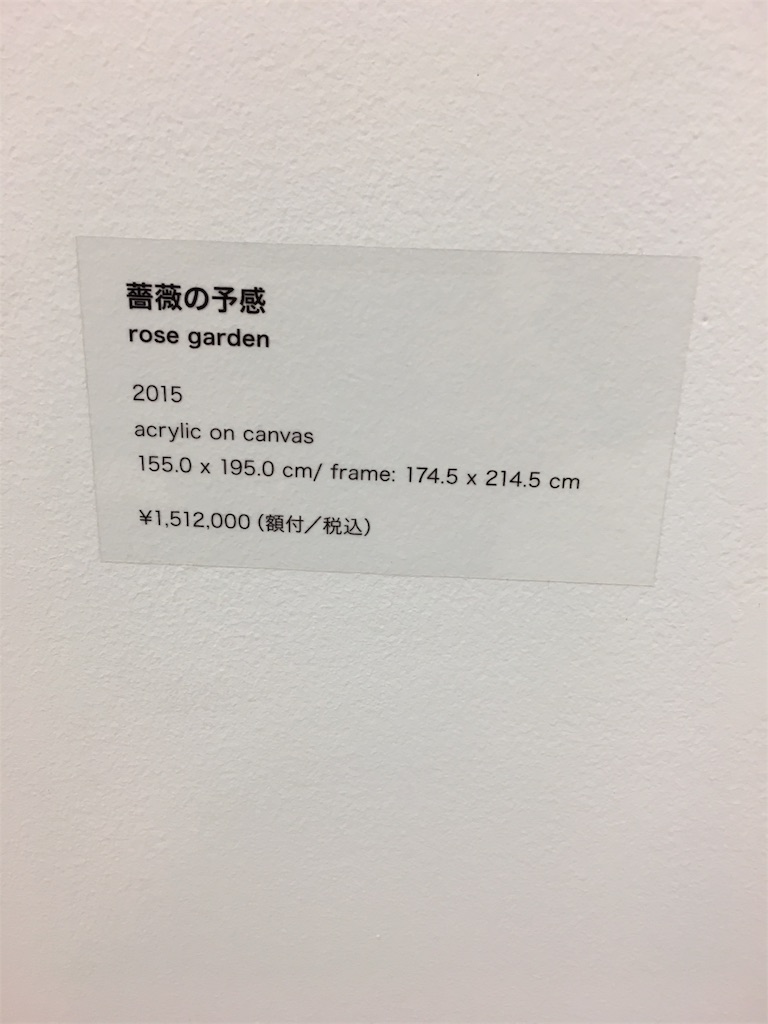 薔薇の予感
rose garden
2015
acrylic on canvas
155.0 x 195.0 cm/ frame: 174.5 x 214.5 cm
¥1,512,000（額付／税込）